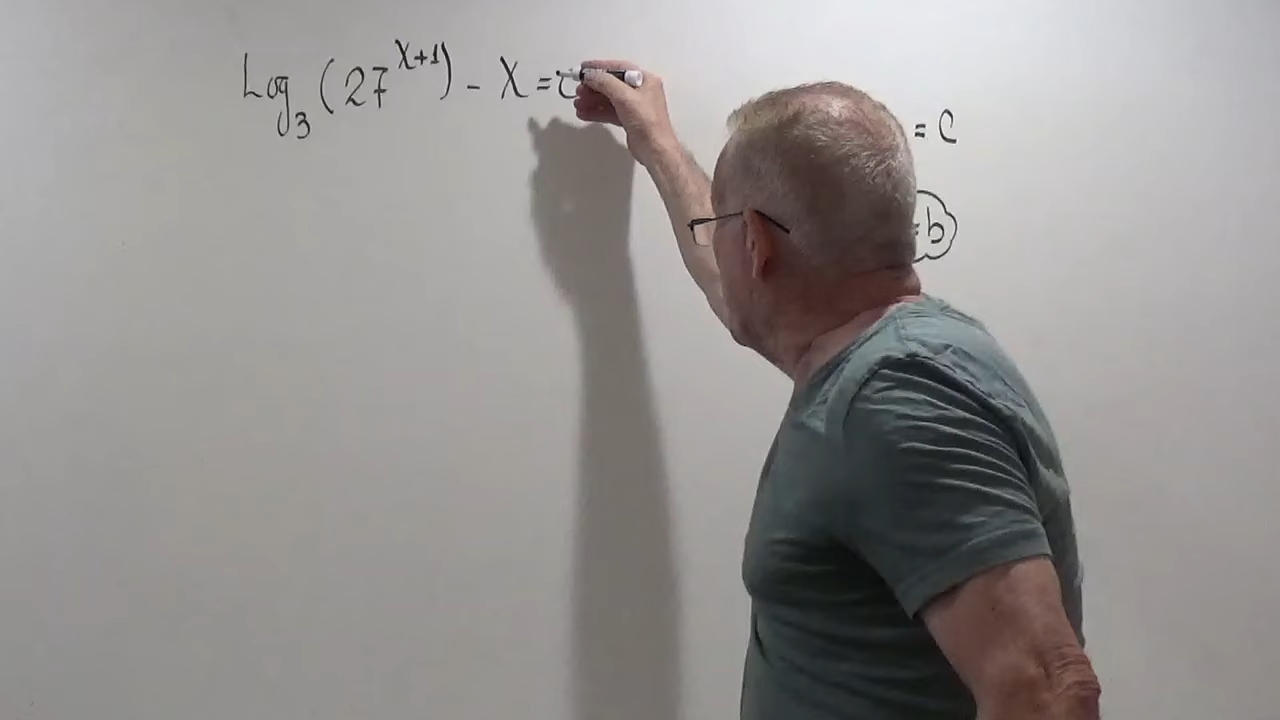 Log₃(27^(x+1)) - x =
= c
= b